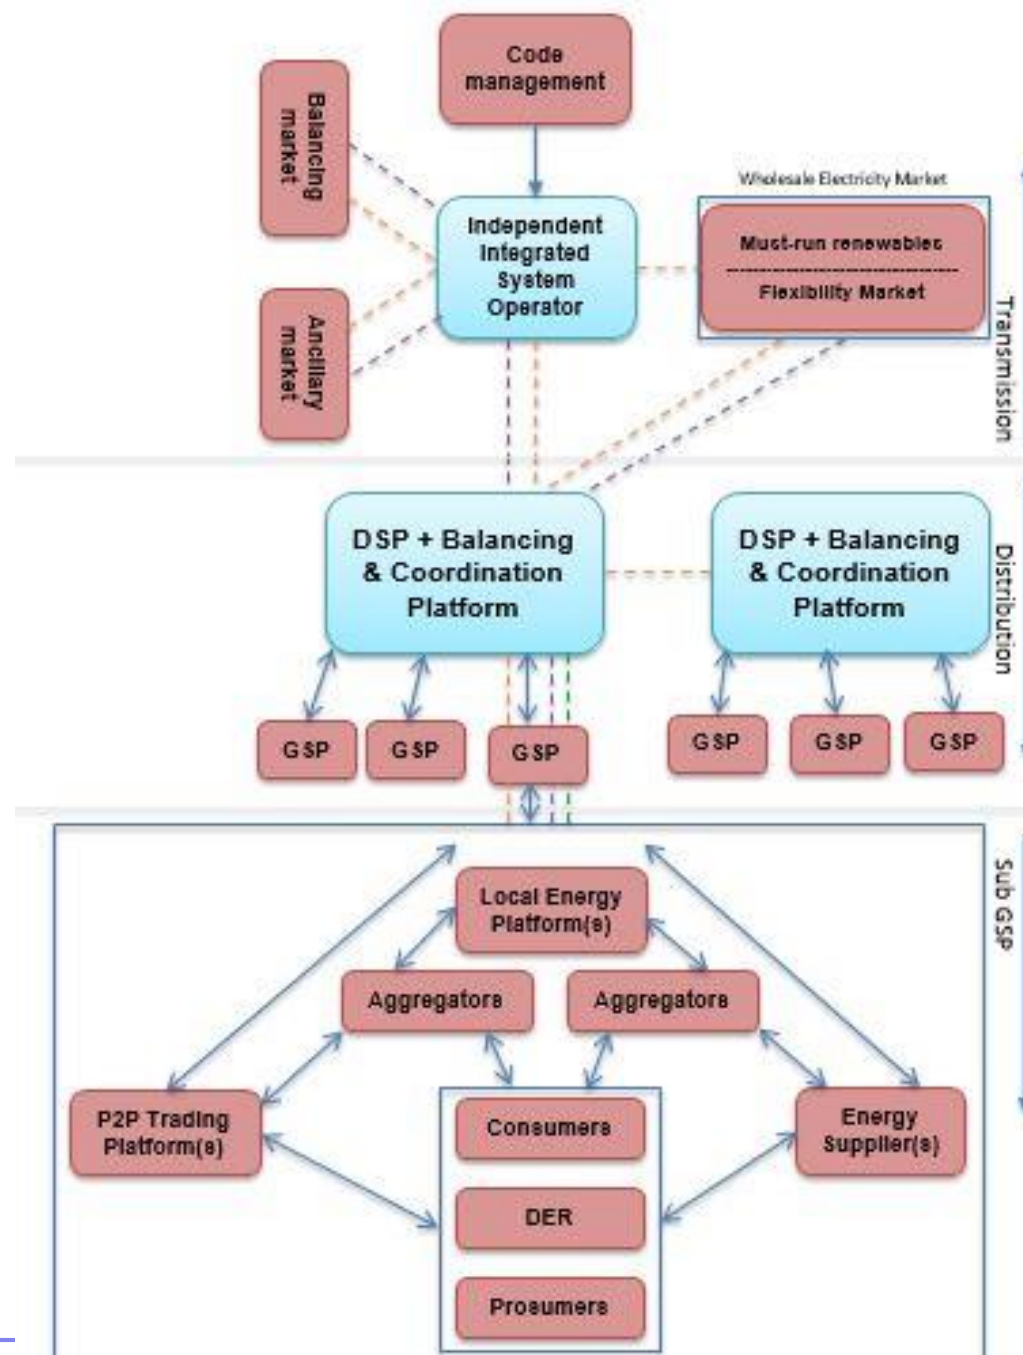 Code
management
Balancing
market
Wholesale Electricity Market
Independent
Integrated
System
Operator
Must-run renewables
Flexibility Market
Ancillary
market
Transmission
DSP + Balancing
& Coordination
Platform
DSP + Balancing
& Coordination
Platform
Distribution
GSP
GSP
GSP
GSP
GSP
GSP
Sub GSP
Local Energy
Platform(s)
Aggregators
Aggregators
P2P Trading
Platform(s)
Consumers
Energy
Supplier(s)
DER
Prosumers